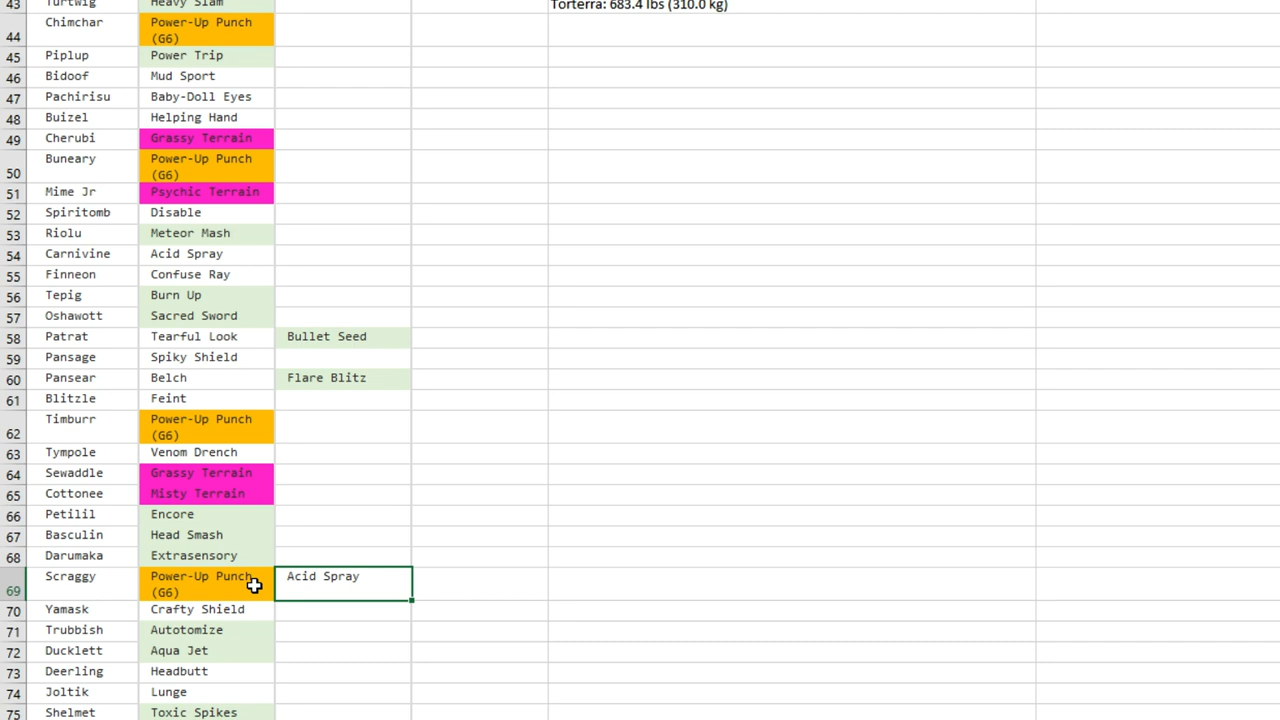 43 Turtwig Heavy Slam Torterra: 683.4 lbs (310.0 kg)
44 Chimchar Power-Up Punch
(G6)
45 Piplup Power Trip
46 Bidoof Mud Sport
47 Pachirisu Baby-Doll Eyes
48 Buizel Helping Hand
49 Cherubi Grassy Terrain
50 Buneary Power-Up Punch
(G6)
51 Mime Jr Psychic Terrain
52 Spiritomb Disable
53 Riolu Meteor Mash
54 Carnivine Acid Spray
55 Finneon Confuse Ray
56 Tepig Burn Up
57 Oshawott Sacred Sword
58 Patrat Tearful Look Bullet Seed
59 Pansage Spiky Shield
60 Pansear Belch Flare Blitz
61 Blitzle Feint
62 Timburr Power-Up Punch
(G6)
63 Tympole Venom Drench
64 Sewaddle Grassy Terrain
65 Cottonee Misty Terrain
66 Petilil Encore
67 Basculin Head Smash
68 Darumaka Extrasensory
69 Scraggy Power-Up Punch Acid Spray
(G6)
70 Yamask Crafty Shield
71 Trubbish Autotomize
72 Ducklett Aqua Jet
73 Deerling Headbutt
74 Joltik Lunge
75 Shelmet Toxic Spikes